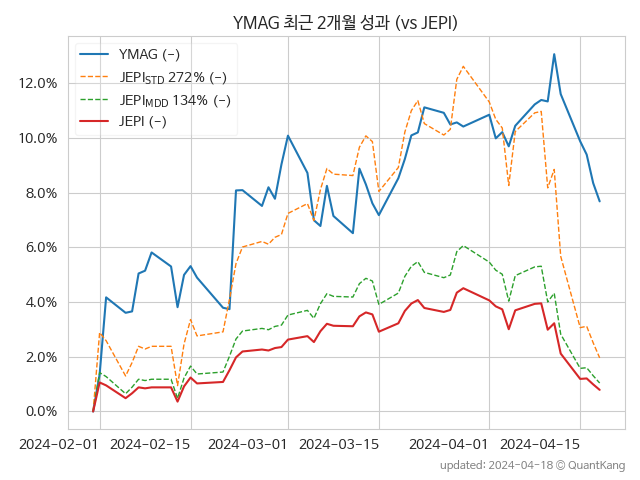 YMAG 최근 2개월 성과 (vs JEPI)
YMAG (-)
JEPI_STD 272% (-)
JEPI_MDD 134% (-)
JEPI (-)
12.0%
10.0%
8.0%
6.0%
4.0%
2.0%
0.0%
2024-02-01 2024-02-15 2024-03-01 2024-03-15 2024-04-01 2024-04-15
updated: 2024-04-18 © QuantKang